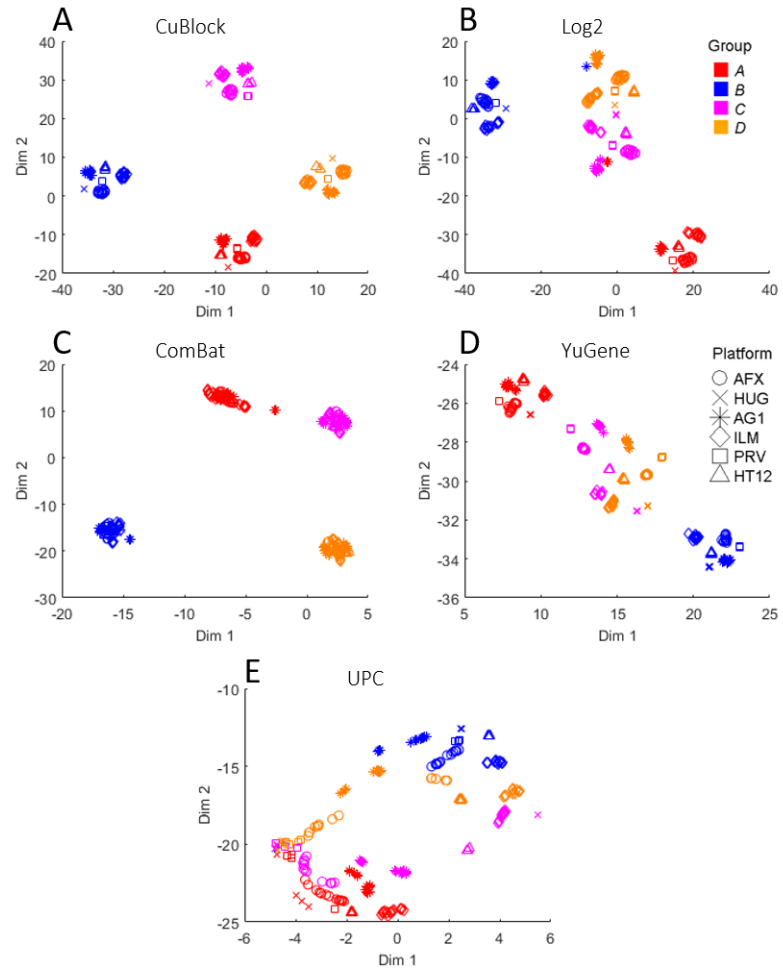 A CuBlock
40
30
20
10
0
-10
-20
-40 -30 -20 -10 0 10 20
Dim 2
Dim 1
B Log2
20
10
0
-10
-20
-30
-40
-40 -20 0 20 40
Dim 2
Dim 1
Group
A
B
C
D
C ComBat
20
10
0
-10
-20
-30
-20 -15 -10 -5 0 5
Dim 2
Dim 1
D YuGene
-24
-26
-28
-30
-32
-34
-36
5 10 15 20 25
Dim 2
Dim 1
Platform
AFX
HUG
AG1
ILM
PRV
HT12
E UPC
-10
-15
-20
-25
-6 -4 -2 0 2 4 6
Dim 2
Dim 1